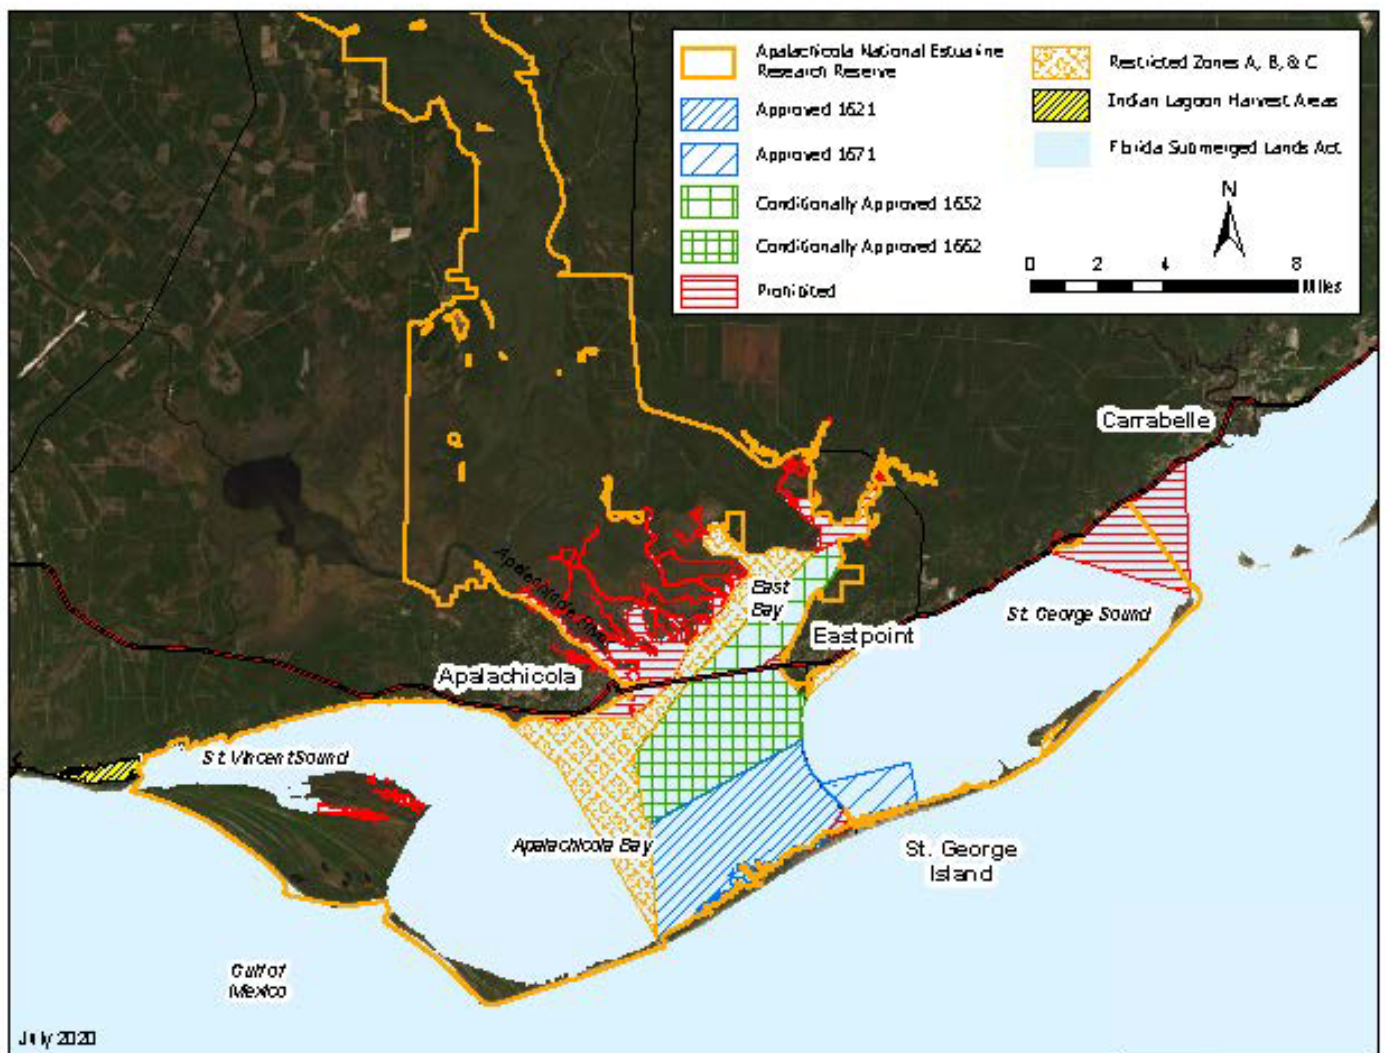 Apalachicola National Estuarine
Research Reserve
Approved 1621
Approved 1671
Conditionally Approved 1652
Conditionally Approved 1662
Prohibited
Restricted Zones A, B, & C
Indian Lagoon Harvest Areas
Florida Submerged Lands Act
N
0 2 4 8
Miles
Carrabelle
Apalachicola River
East
Bay
St. George Sound
Eastpoint
Apalachicola
St. Vincent Sound
Apalachicola Bay
St. George
Island
Gulf of
Mexico
July 2020